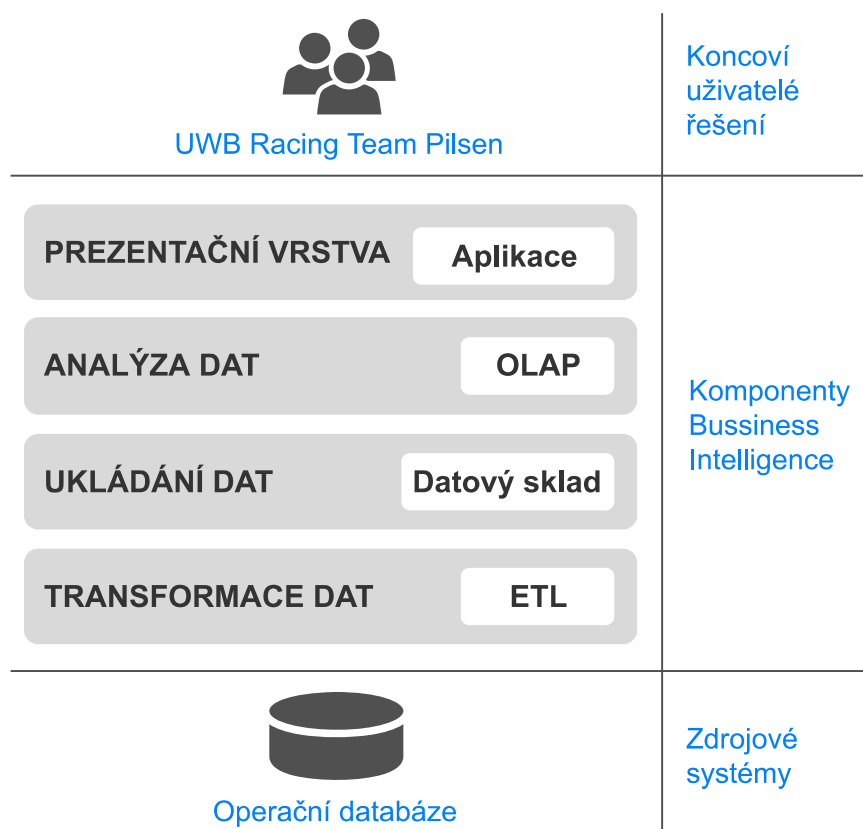 UWB Racing Team Pilsen
Koncoví
uživatelé
řešení
PREZENTAČNÍ VRSTVA
Aplikace
ANALÝZA DAT
OLAP
UKLÁDÁNÍ DAT
Datový sklad
TRANSFORMACE DAT
ETL
Komponenty
Bussiness
Intelligence
Operační databáze
Zdrojové
systémy